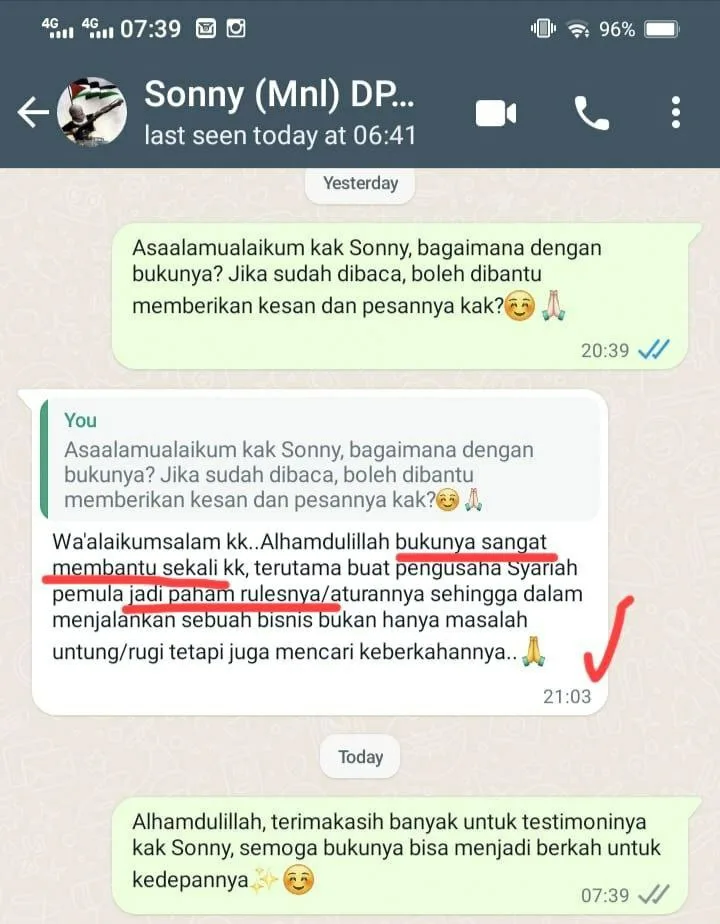 4G 4G 07:39 96%
Sonny (Mnl) DP...
last seen today at 06:41
Yesterday
Asaalamualaikum kak Sonny, bagaimana dengan
bukunya? Jika sudah dibaca, boleh dibantu
memberikan kesan dan pesannya kak?☺️🙏
20:39
You
Asaalamualaikum kak Sonny, bagaimana dengan
bukunya? Jika sudah dibaca, boleh dibantu
memberikan kesan dan pesannya kak?☺️🙏
Wa'alaikumsalam kk..Alhamdulillah bukunya sangat
membantu sekali kk, terutama buat pengusaha Syariah
pemula jadi paham rulesnya/aturannya sehingga dalam
menjalankan sebuah bisnis bukan hanya masalah
untung/rugi tetapi juga mencari keberkahannya..🙏
21:03
Today
Alhamdulillah, terimakasih banyak untuk testimoninya
kak Sonny, semoga bukunya bisa menjadi berkah untuk
kedepannya✨☺️
07:39